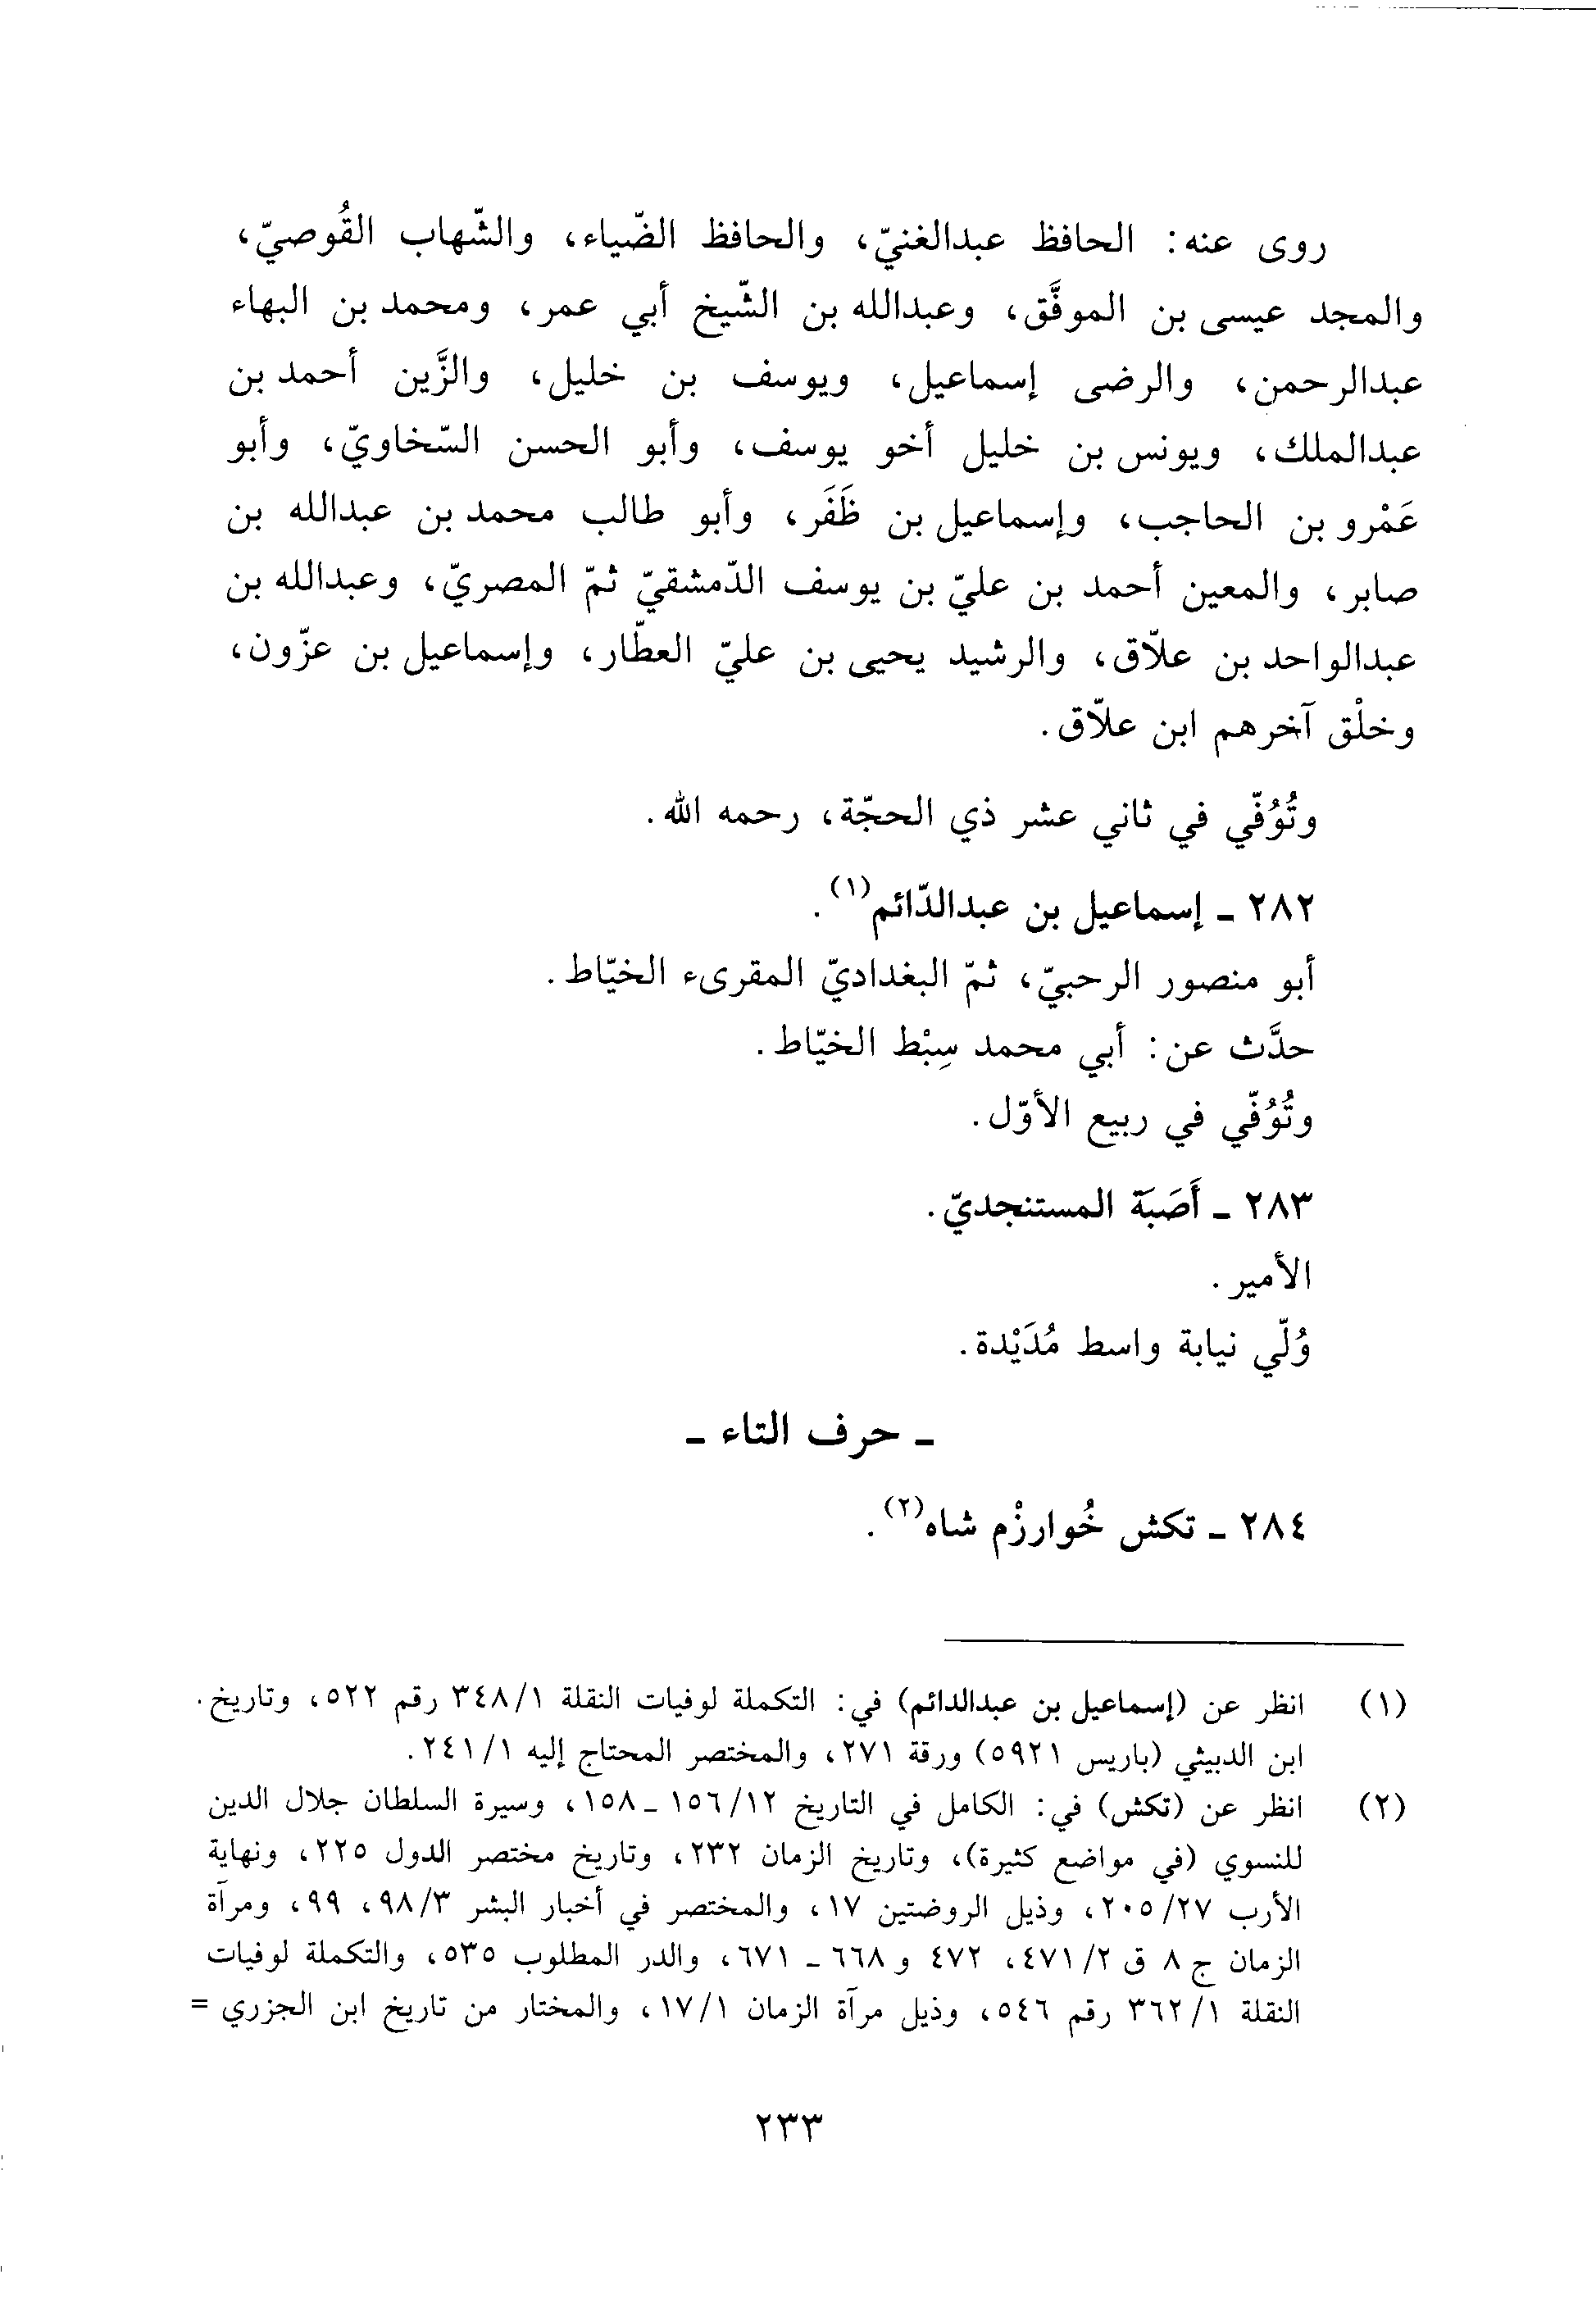 روى عنه: الحافظ عبدالغنيّ، والحافظ الضّياء، والشّهاب القُوصيّ،
والمجد عيسى بن الموفَّق، وعبدالله بن الشّيخ أبي عمر، ومحمد بن البهاء
عبدالرحمن، والرضى إسماعيل، ويوسف بن خليل، والزَّين أحمد بن
عبدالملك، ويونس بن خليل أخو يوسف، وأبو الحسن السّخاويّ، وأبو
عَمْرو بن الحاجب، وإسماعيل بن ظَفَر، وأبو طالب محمد بن عبدالله بن
صابر، والمعين أحمد بن عليّ بن يوسف الدّمشقيّ ثمّ المصريّ، وعبدالله بن
عبدالواحد بن علاّق، والرشيد يحيى بن عليّ العطّار، وإسماعيل بن عزّون،
وخلْق آخرهم ابن علاّق.
وتُوُفّي في ثاني عشر ذي الحجّة، رحمه الله.
٢٨٢ - إسماعيل بن عبدالدّائم(١).
أبو منصور الرحبيّ، ثمّ البغداديّ المقرىء الخيّاط.
حدَّث عن: أبي محمد سِبْط الخيّاط.
وتُوُفّي في ربيع الأوّل.
٢٨٣ - أَصَبَة المستنجديّ.
الأمير.
وُلّي نيابة واسط مُدَيْدة.
- حرف التاء -
٢٨٤ - تكش خُوارزْم شاه(٢).
(١) انظر عن (إسماعيل بن عبدالدائم) في: التكملة لوفيات النقلة ٣٤٨/١ رقم ٥٢٢، وتاريخ.
ابن الدبيثي (باريس ٥٩٢١) ورقة ٢٧١، والمختصر المحتاج إليه ٢٤١/١.
(٢) انظر عن (تكش) في: الكامل في التاريخ ١٥٦/١٢ - ١٥٨، وسيرة السلطان جلال الدين
للنسوي (في مواضع كثيرة)، وتاريخ الزمان ٢٣٢، وتاريخ مختصر الدول ٢٢٥، ونهاية
الأرب ٢٠٥/٢٧، وذيل الروضتين ١٧، والمختصر في أخبار البشر ٩٨/٣، ٩٩، ومرآة
الزمان ج ٨ ق ٤٧١/٢، ٤٧٢ و ٦٦٨ - ٦٧١، والدر المطلوب ٥٣٥، والتكملة لوفيات
النقلة ٣٦٢/١ رقم ٥٤٦، وذيل مرآة الزمان ١٧/١، والمختار من تاريخ ابن الجزري =
٢٣٣